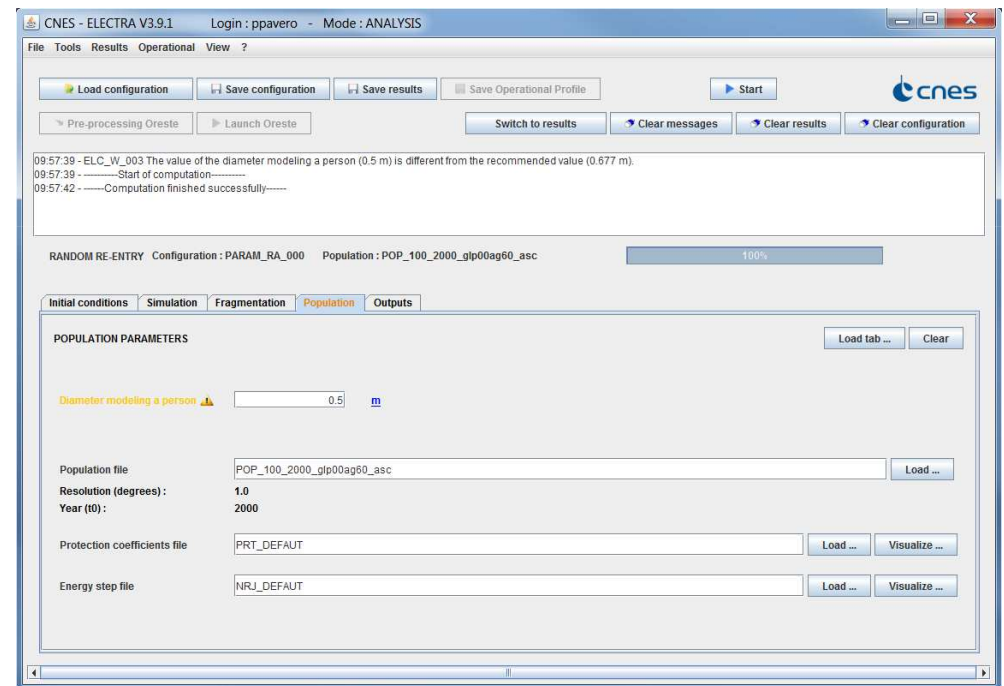 CNES - ELECTRA V3.9.1 Login : ppavero - Mode : ANALYSIS
File Tools Results Operational View ?
Load configuration Save configuration Save results Save Operational Profile Start cnes
Pre-processing Oreste Launch Oreste Switch to results Clear messages Clear results Clear configuration
09:57:39 - ELC_W_003 The value of the diameter modeling a person (0.5 m) is different from the recommended value (0.677 m).
09:57:39 - ----------Start of computation----------
09:57:42 - ------Computation finished successfully------
RANDOM RE-ENTRY Configuration : PARAM_RA_000 Population : POP_100_2000_glp00ag60_asc 100%
Initial conditions Simulation Fragmentation Population Outputs
POPULATION PARAMETERS Load tab ... Clear
Diameter modeling a person 0.5 m
Population file POP_100_2000_glp00ag60_asc Load ...
Resolution (degrees) : 1.0
Year (t0) : 2000
Protection coefficients file PRT_DEFAUT Load ... Visualize ...
Energy step file NRJ_DEFAUT Load ... Visualize ...